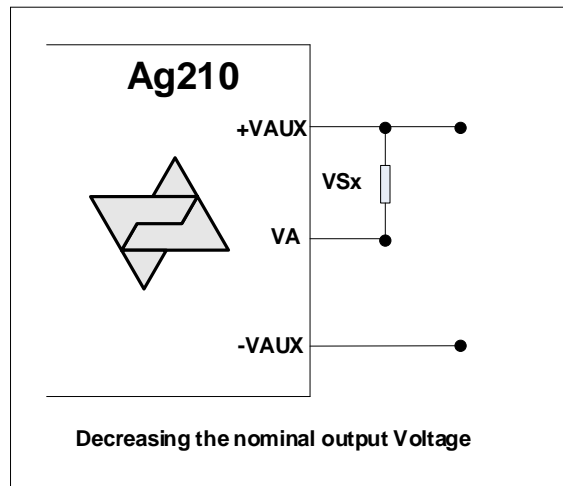 Ag210
+VAUX
VSx
VA
-VAUX
Decreasing the nominal output Voltage